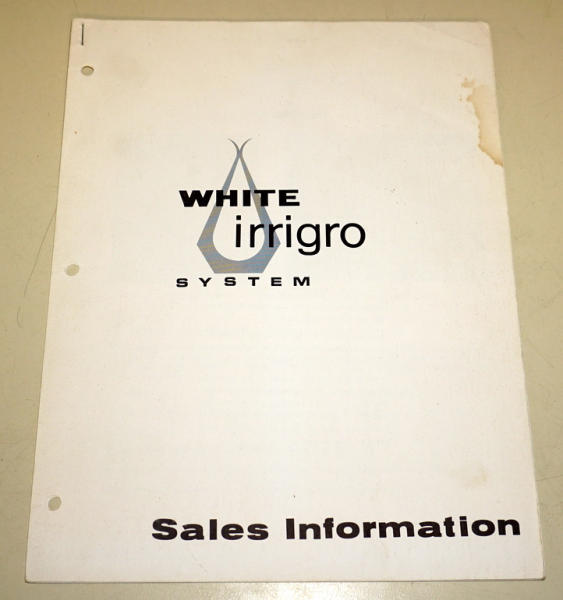 WHITE
irrigro
SYSTEM
Sales Information